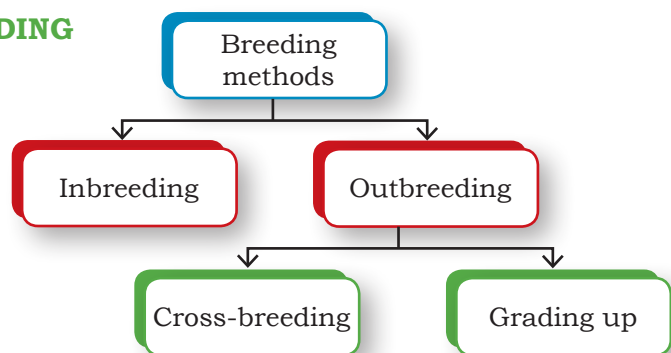 DING
Breeding
methods
Inbreeding
Outbreeding
Cross-breeding
Grading up